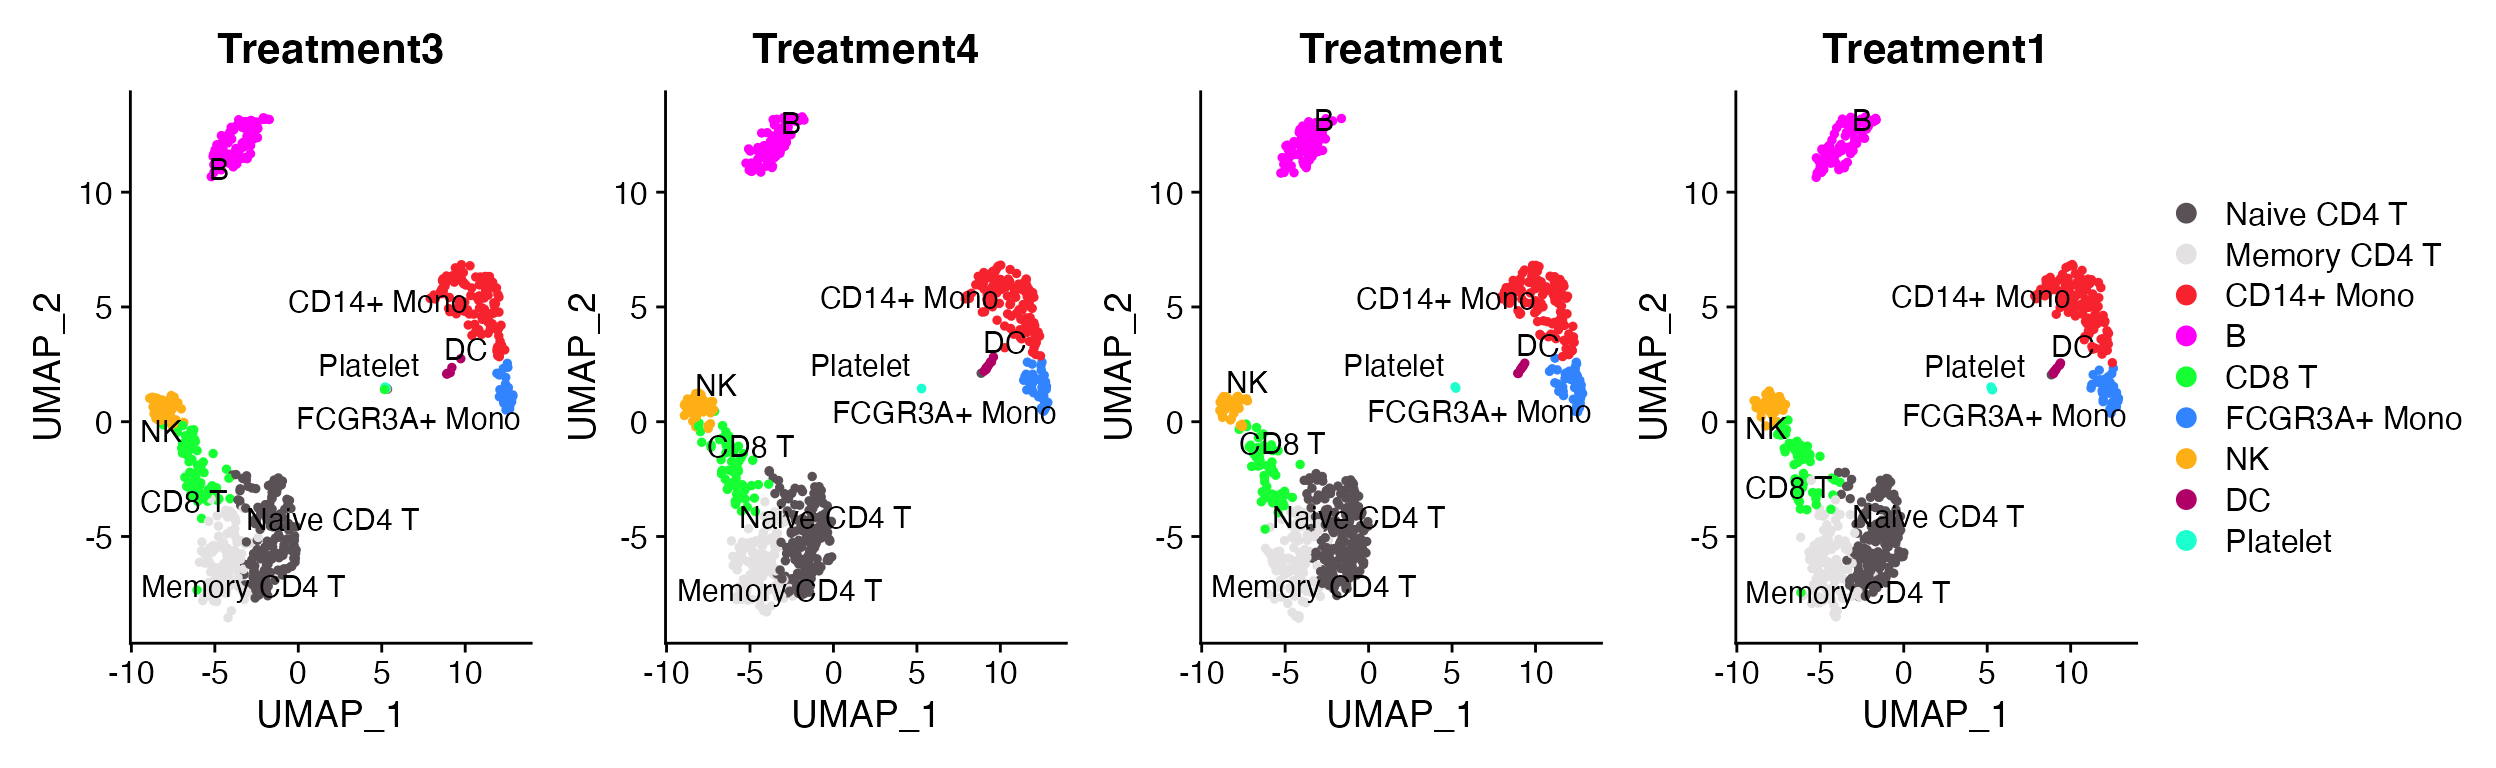 Treatment3
B
CD14+ Mono
DC
Platelet
FCGR3A+ Mono
NK
CD8 T
Naive CD4 T
Memory CD4 T
10
5
0
-5
-10
-5
0
5
10
UMAP_1
UMAP_2
Treatment4
B
CD14+ Mono
DC
Platelet
NK
FCGR3A+ Mono
CD8 T
Naive CD4 T
Memory CD4 T
10
5
0
-5
-10
-5
0
5
10
UMAP_1
UMAP_2
Treatment
B
CD14+ Mono
DC
Platelet
NK
FCGR3A+ Mono
CD8 T
Naive CD4 T
Memory CD4 T
10
5
0
-5
-10
-5
0
5
10
UMAP_1
UMAP_2
Treatment1
B
CD14+ Mono
DC
Platelet
FCGR3A+ Mono
NK
CD8 T
Naive CD4 T
Memory CD4 T
10
5
0
-5
-10
-5
0
5
10
UMAP_1
UMAP_2
Naive CD4 T
Memory CD4 T
CD14+ Mono
B
CD8 T
FCGR3A+ Mono
NK
DC
Platelet